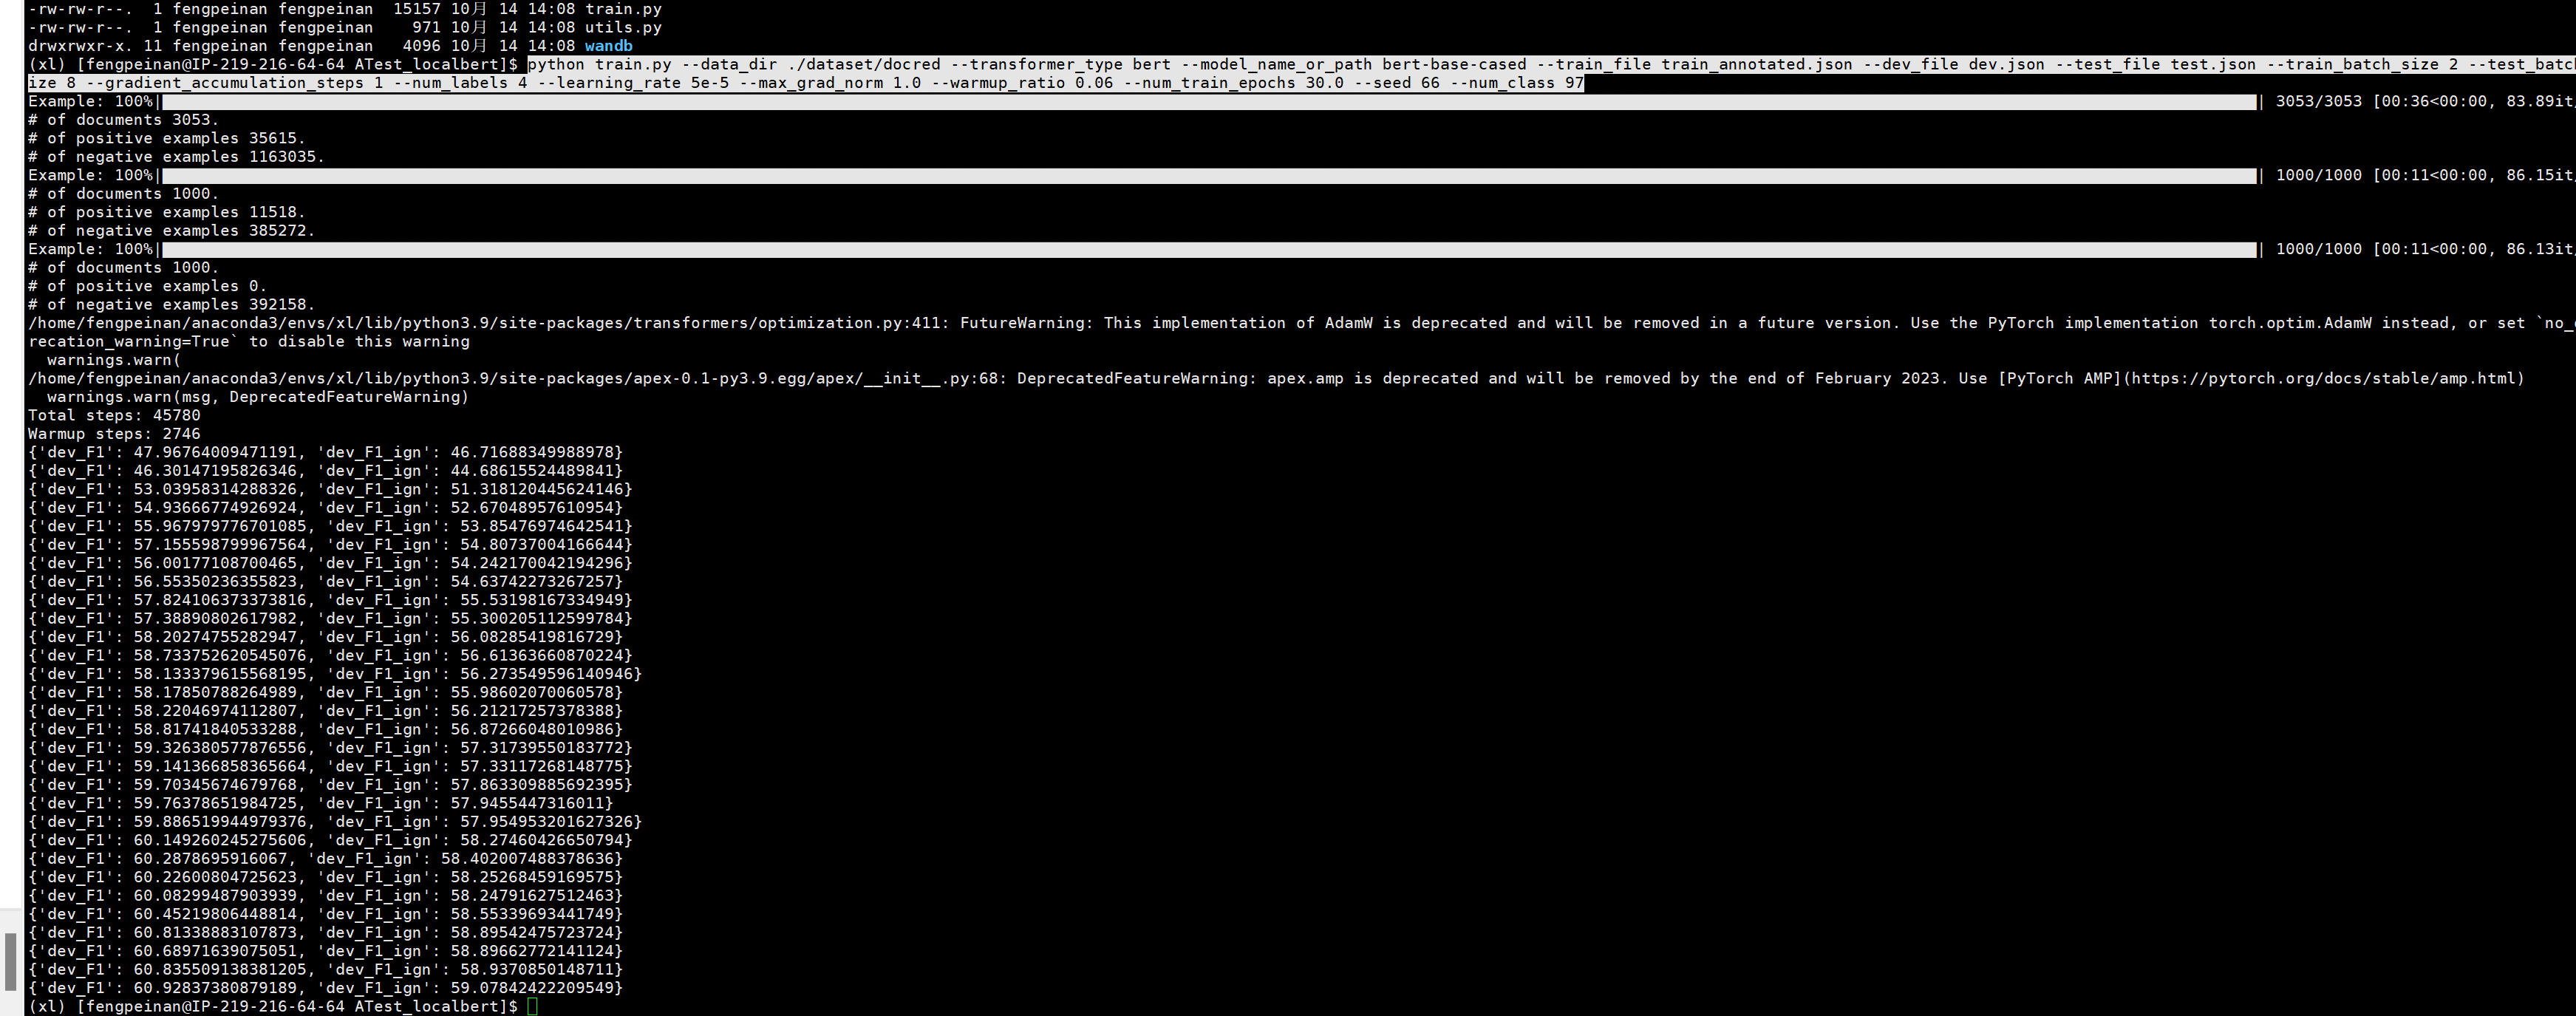 -rw-rw-r--.  1 fengpeinan fengpeinan  15157 10月 14 14:08 train.py
-rw-rw-r--.  1 fengpeinan fengpeinan    971 10月 14 14:08 utils.py
drwxrwxr-x. 11 fengpeinan fengpeinan   4096 10月 14 14:08 wandb
(xl) [fengpeinan@IP-219-216-64-64 ATest_localbert]$ python train.py --data_dir ./dataset/docred --transformer_type bert --model_name_or_path bert-base-cased --train_file train_annotated.json --dev_file dev.json --test_file test.json --train_batch_size 2 --test_batc
ize 8 --gradient_accumulation_steps 1 --num_labels 4 --learning_rate 5e-5 --max_grad_norm 1.0 --warmup_ratio 0.06 --num_train_epochs 30.0 --seed 66 --num_class 97
Example: 100%| | 3053/3053 [00:36<00:00, 83.89it
# of documents 3053.
# of positive examples 35615.
# of negative examples 1163035.
Example: 100%| | 1000/1000 [00:11<00:00, 86.15it
# of documents 1000.
# of positive examples 11518.
# of negative examples 385272.
Example: 100%| | 1000/1000 [00:11<00:00, 86.13it
# of documents 1000.
# of positive examples 0.
# of negative examples 392158.
/home/fengpeinan/anaconda3/envs/xl/lib/python3.9/site-packages/transformers/optimization.py:411: FutureWarning: This implementation of AdamW is deprecated and will be removed in a future version. Use the PyTorch implementation torch.optim.AdamW instead, or set `no_
recation_warning=True` to disable this warning
  warnings.warn(
/home/fengpeinan/anaconda3/envs/xl/lib/python3.9/site-packages/apex-0.1-py3.9.egg/apex/__init__.py:68: DeprecatedFeatureWarning: apex.amp is deprecated and will be removed by the end of February 2023. Use [PyTorch AMP](https://pytorch.org/docs/stable/amp.html)
  warnings.warn(msg, DeprecatedFeatureWarning)
Total steps: 45780
Warmup steps: 2746
{'dev_F1': 47.96764009471191, 'dev_F1_ign': 46.71688349988978}
{'dev_F1': 46.30147195826346, 'dev_F1_ign': 44.68615524489841}
{'dev_F1': 53.03958314288326, 'dev_F1_ign': 51.318120445624146}
{'dev_F1': 54.93666774926924, 'dev_F1_ign': 52.67048957610954}
{'dev_F1': 55.967979776701085, 'dev_F1_ign': 53.85476974642541}
{'dev_F1': 57.155598799967564, 'dev_F1_ign': 54.80737004166644}
{'dev_F1': 56.00177108700465, 'dev_F1_ign': 54.242170042194296}
{'dev_F1': 56.55350236355823, 'dev_F1_ign': 54.63742273267257}
{'dev_F1': 57.824106373373816, 'dev_F1_ign': 55.53198167334949}
{'dev_F1': 57.38890802617982, 'dev_F1_ign': 55.300205112599784}
{'dev_F1': 58.20274755282947, 'dev_F1_ign': 56.08285419816729}
{'dev_F1': 58.733752620545076, 'dev_F1_ign': 56.61363660870224}
{'dev_F1': 58.133379615568195, 'dev_F1_ign': 56.273549596140946}
{'dev_F1': 58.17850788264989, 'dev_F1_ign': 55.98602070060578}
{'dev_F1': 58.22046974112807, 'dev_F1_ign': 56.21217257378388}
{'dev_F1': 58.81741840533288, 'dev_F1_ign': 56.87266048010986}
{'dev_F1': 59.326380577876556, 'dev_F1_ign': 57.31739550183772}
{'dev_F1': 59.141366858365664, 'dev_F1_ign': 57.33117268148775}
{'dev_F1': 59.70345674679768, 'dev_F1_ign': 57.863309885692395}
{'dev_F1': 59.76378651984725, 'dev_F1_ign': 57.9455447316011}
{'dev_F1': 59.886519944979376, 'dev_F1_ign': 57.954953201627326}
{'dev_F1': 60.149260245275606, 'dev_F1_ign': 58.27460426650794}
{'dev_F1': 60.2878695916067, 'dev_F1_ign': 58.402007488378636}
{'dev_F1': 60.22600804725623, 'dev_F1_ign': 58.25268459169575}
{'dev_F1': 60.08299487903939, 'dev_F1_ign': 58.24791627512463}
{'dev_F1': 60.45219806448814, 'dev_F1_ign': 58.55339693441749}
{'dev_F1': 60.81338883107873, 'dev_F1_ign': 58.89542475723724}
{'dev_F1': 60.68971639075051, 'dev_F1_ign': 58.89662772141124}
{'dev_F1': 60.835509138381205, 'dev_F1_ign': 58.9370850148711}
{'dev_F1': 60.92837380879189, 'dev_F1_ign': 59.07842422209549}
(xl) [fengpeinan@IP-219-216-64-64 ATest_localbert]$